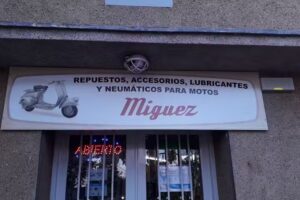 REPUESTOS, ACCESORIOS, LUBRICANTES
Y NEUMÁTICOS PARA MOTOS
Miguez
ABIERTO